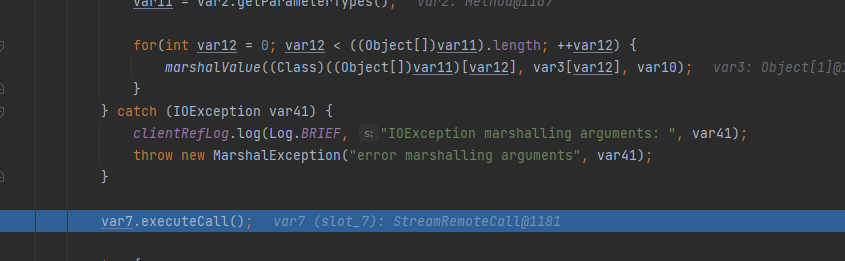 var11 = var2.getParameterTypes(); var2: Method@1187
for(int var12 = 0; var12 < ((Object[])var11).length; ++var12) {
marshalValue((Class)((Object[])var11)[var12], var3[var12], var10); var3: Object[1]@1
}
} catch (IOException var41) {
clientRefLog.log(Log.BRIEF, s: "IOException marshalling arguments: ", var41);
throw new MarshalException("error marshalling arguments", var41);
}
var7.executeCall(); var7 (slot_7): StreamRemoteCall@1181